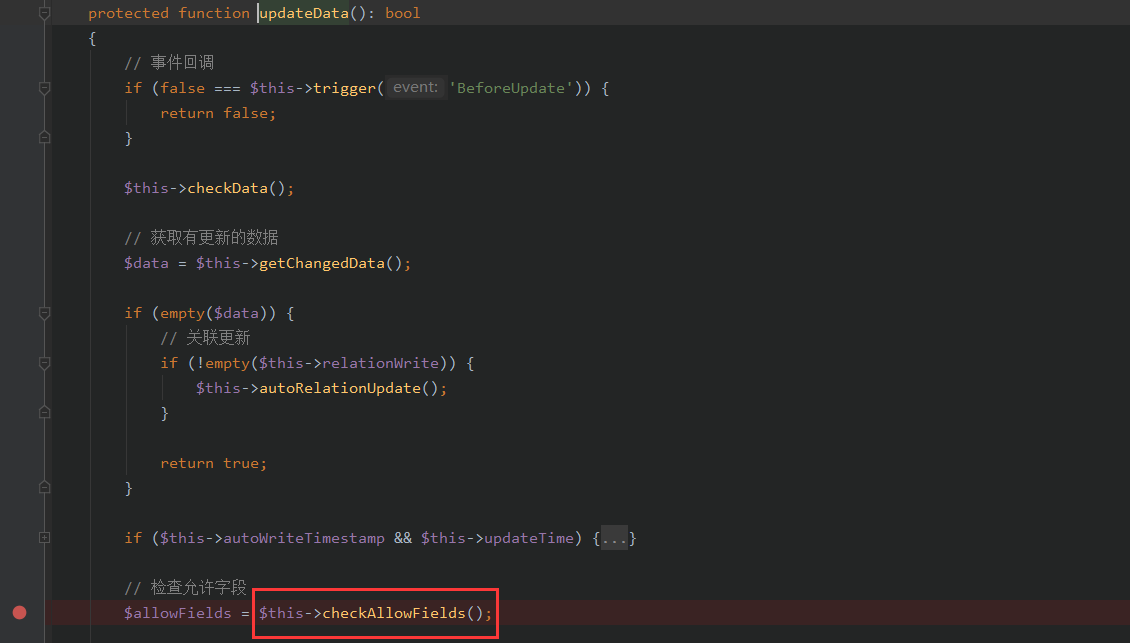 protected function updateData(): bool
{
// 事件回调
if (false === $this->trigger( event: 'BeforeUpdate')) {
return false;
}
$this->checkData();
// 获取有更新的数据
$data = $this->getChangedData();
if (empty($data)) {
// 关联更新
if (!empty($this->relationWrite)) {
$this->autoRelationUpdate();
}
return true;
}
if ($this->autoWriteTimestamp && $this->updateTime) {...}
// 检查允许字段
$allowFields = $this->checkAllowFields();